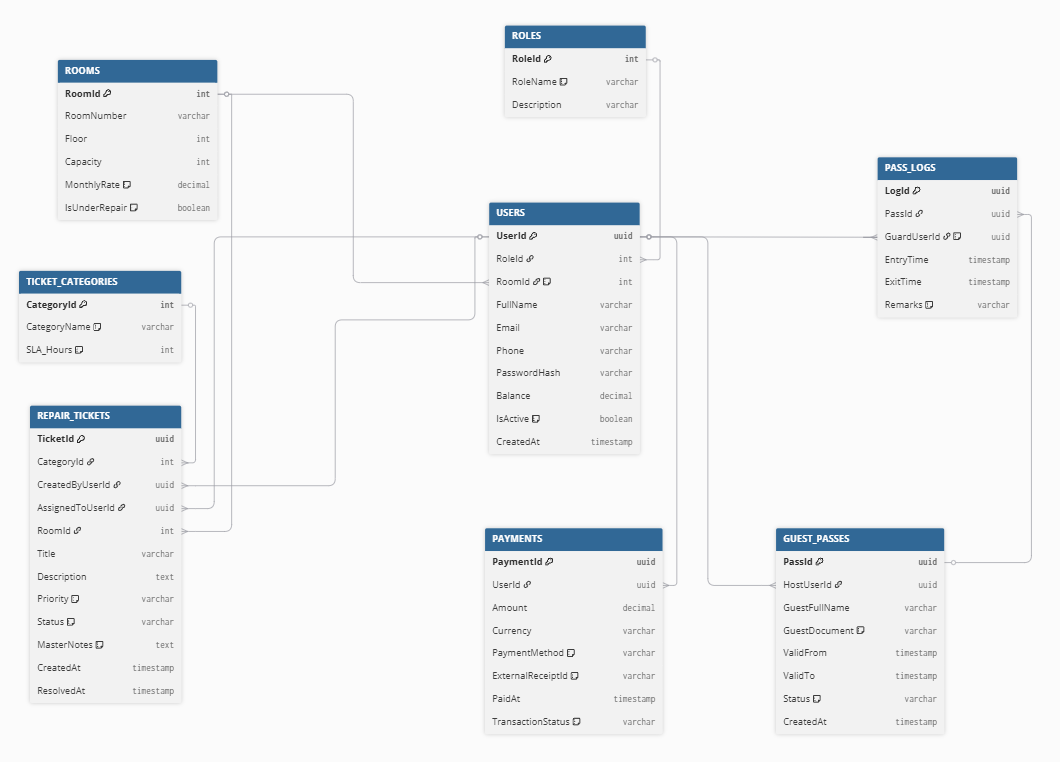 ROLES
RoleId int
RoleName varchar
Description varchar
ROOMS
RoomId int
RoomNumber varchar
Floor int
Capacity int
MonthlyRate decimal
IsUnderRepair boolean
PASS_LOGS
LogId uuid
PassId uuid
GuardUserId uuid
EntryTime timestamp
ExitTime timestamp
Remarks varchar
USERS
UserId uuid
RoleId int
RoomId int
FullName varchar
Email varchar
Phone varchar
PasswordHash varchar
Balance decimal
IsActive boolean
CreatedAt timestamp
TICKET_CATEGORIES
CategoryId int
CategoryName varchar
SLA_Hours int
REPAIR_TICKETS
TicketId uuid
CategoryId int
CreatedByUserId uuid
AssignedToUserId uuid
RoomId int
Title varchar
Description text
Priority varchar
Status varchar
MasterNotes text
CreatedAt timestamp
ResolvedAt timestamp
PAYMENTS
PaymentId uuid
UserId uuid
Amount decimal
Currency varchar
PaymentMethod varchar
ExternalReceiptId varchar
PaidAt timestamp
TransactionStatus varchar
GUEST_PASSES
PassId uuid
HostUserId uuid
GuestFullName varchar
GuestDocument varchar
ValidFrom timestamp
ValidTo timestamp
Status varchar
CreatedAt timestamp